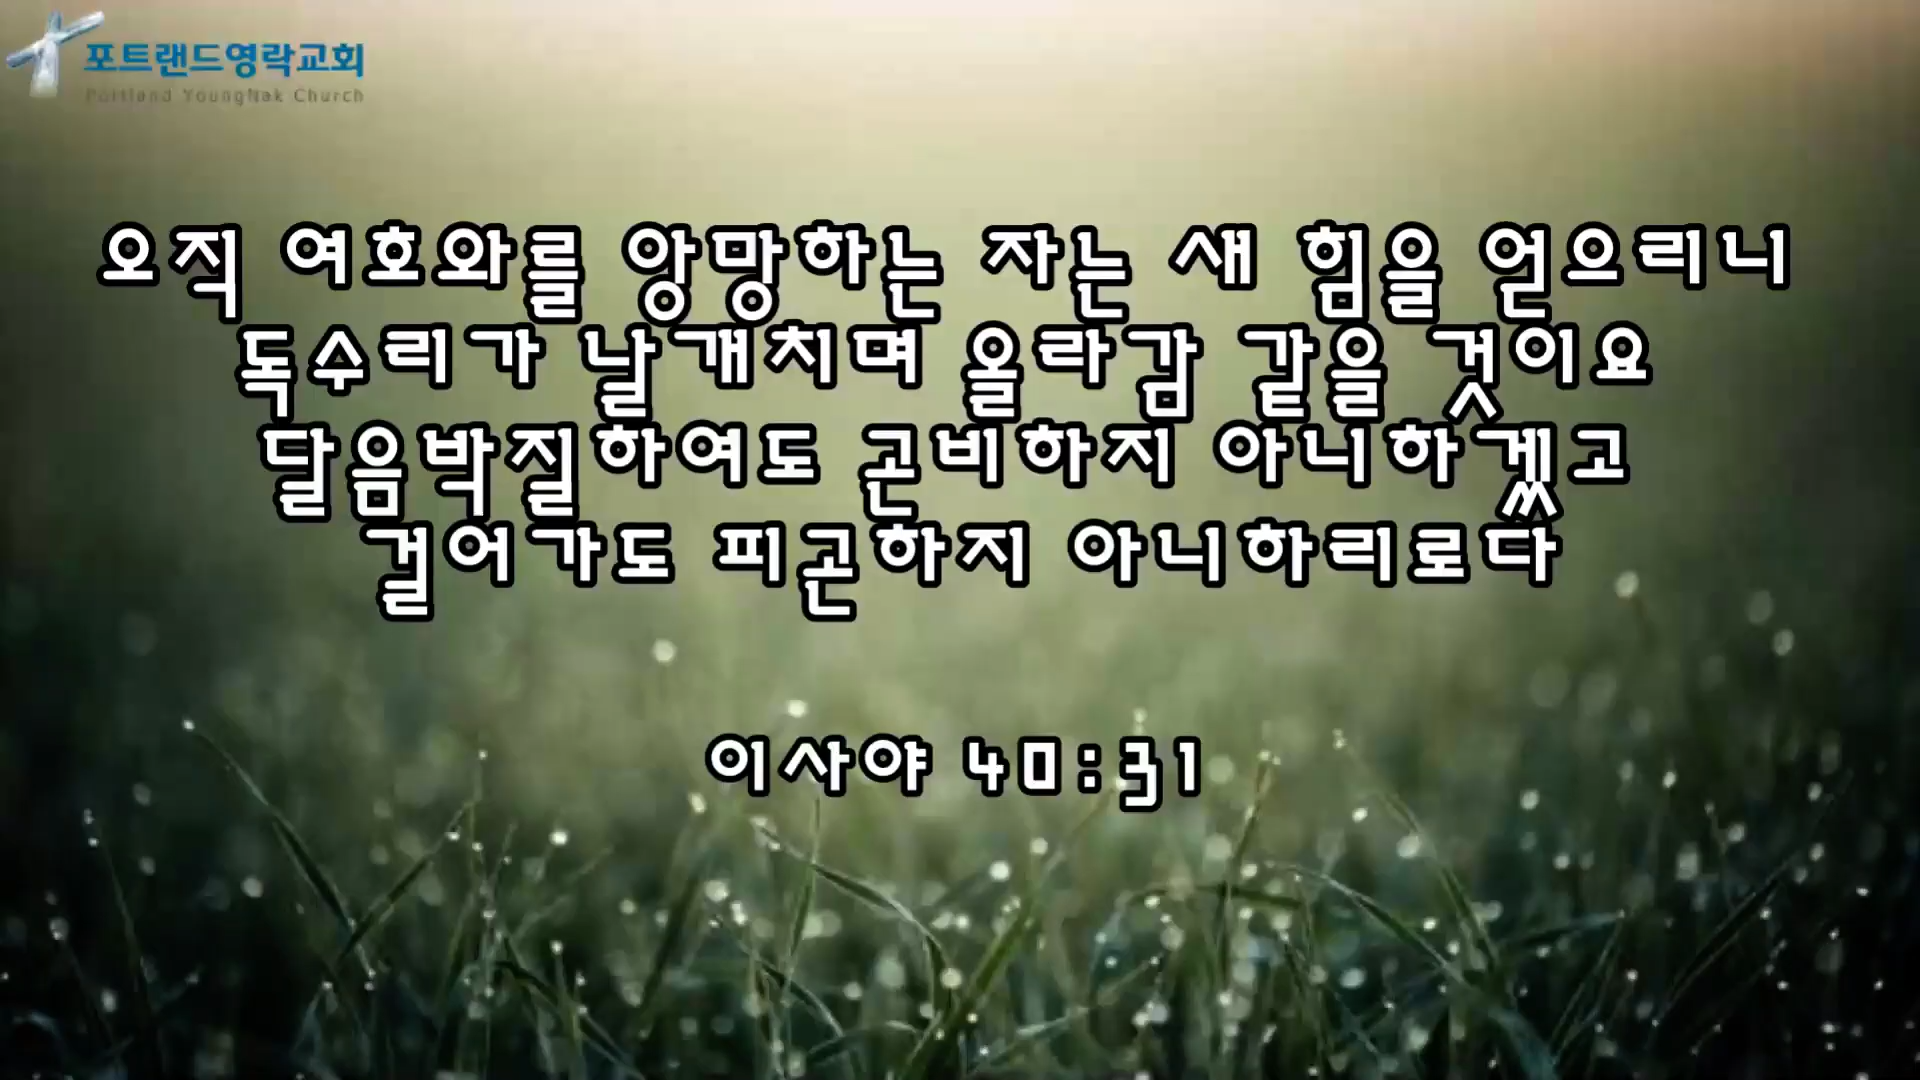 포트랜드영락교회
Portland YoungNak Church
오직 여호와를 앙망하는 자는 새 힘을 얻으리니
독수리가 날개치며 올라감 같을 것이요
달음박질하여도 곤비하지 아니하겠고
걸어가도 피곤하지 아니하리로다
이사야 40:31